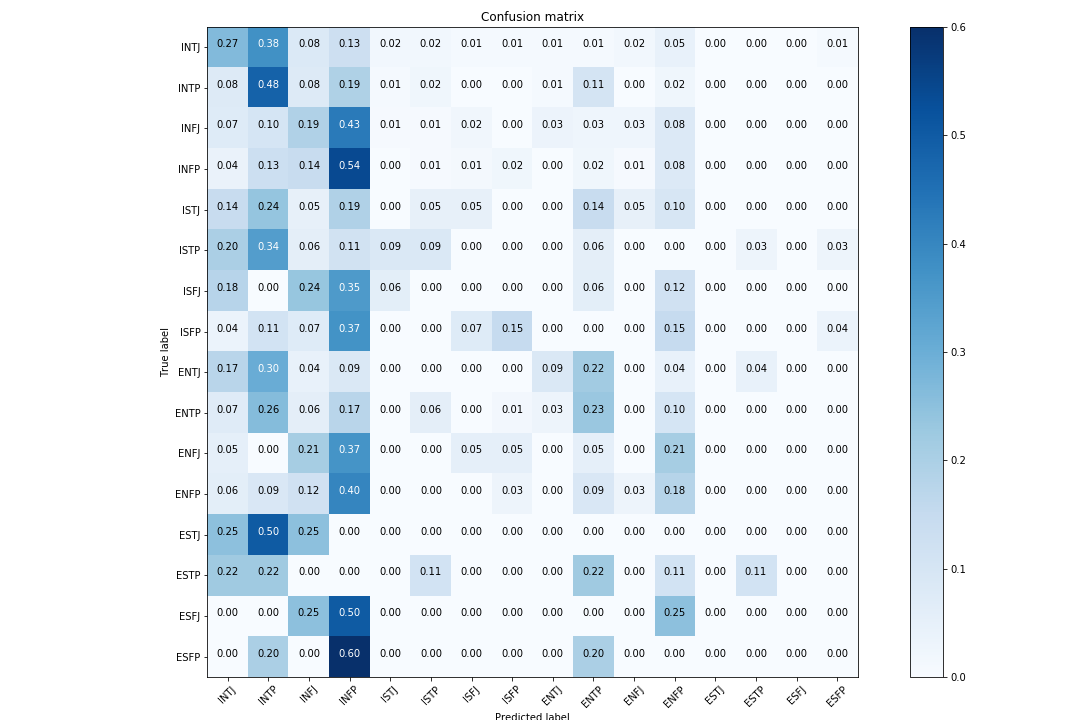 Confusion matrix
0.6
INTJ 0.27 0.38 0.08 0.13 0.02 0.02 0.01 0.01 0.01 0.01 0.02 0.05 0.00 0.00 0.00 0.01
INTP 0.08 0.48 0.08 0.19 0.01 0.02 0.00 0.00 0.01 0.11 0.00 0.02 0.00 0.00 0.00 0.00
0.5
INFJ 0.07 0.10 0.19 0.43 0.01 0.01 0.02 0.00 0.03 0.03 0.03 0.08 0.00 0.00 0.00 0.00
INFP 0.04 0.13 0.14 0.54 0.00 0.01 0.01 0.02 0.00 0.02 0.01 0.08 0.00 0.00 0.00 0.00
ISTJ 0.14 0.24 0.05 0.19 0.00 0.05 0.05 0.00 0.00 0.14 0.05 0.10 0.00 0.00 0.00 0.00
0.4
ISTP 0.20 0.34 0.06 0.11 0.09 0.09 0.00 0.00 0.00 0.06 0.00 0.00 0.00 0.03 0.00 0.03
ISFJ 0.18 0.00 0.24 0.35 0.06 0.00 0.00 0.00 0.00 0.06 0.00 0.12 0.00 0.00 0.00 0.00
ISFP 0.04 0.11 0.07 0.37 0.00 0.00 0.07 0.15 0.00 0.00 0.00 0.15 0.00 0.00 0.00 0.04
True label
0.3
ENTJ 0.17 0.30 0.04 0.09 0.00 0.00 0.00 0.00 0.09 0.22 0.00 0.04 0.00 0.04 0.00 0.00
ENTP 0.07 0.26 0.06 0.17 0.00 0.06 0.00 0.01 0.03 0.23 0.00 0.10 0.00 0.00 0.00 0.00
ENFJ 0.05 0.00 0.21 0.37 0.00 0.00 0.05 0.05 0.00 0.05 0.00 0.21 0.00 0.00 0.00 0.00
0.2
ENFP 0.06 0.09 0.12 0.40 0.00 0.00 0.00 0.03 0.00 0.09 0.03 0.18 0.00 0.00 0.00 0.00
ESTJ 0.25 0.50 0.25 0.00 0.00 0.00 0.00 0.00 0.00 0.00 0.00 0.00 0.00 0.00 0.00 0.00
0.1
ESTP 0.22 0.22 0.00 0.00 0.00 0.11 0.00 0.00 0.00 0.22 0.00 0.11 0.00 0.11 0.00 0.00
ESFJ 0.00 0.00 0.25 0.50 0.00 0.00 0.00 0.00 0.00 0.00 0.00 0.25 0.00 0.00 0.00 0.00
ESFP 0.00 0.20 0.00 0.60 0.00 0.00 0.00 0.00 0.00 0.20 0.00 0.00 0.00 0.00 0.00 0.00
0.0
INTJ INTP INFJ INFP ISTJ ISTP ISFJ ISFP ENTJ ENTP ENFJ ENFP ESTJ ESTP ESFJ ESFP
Predicted label